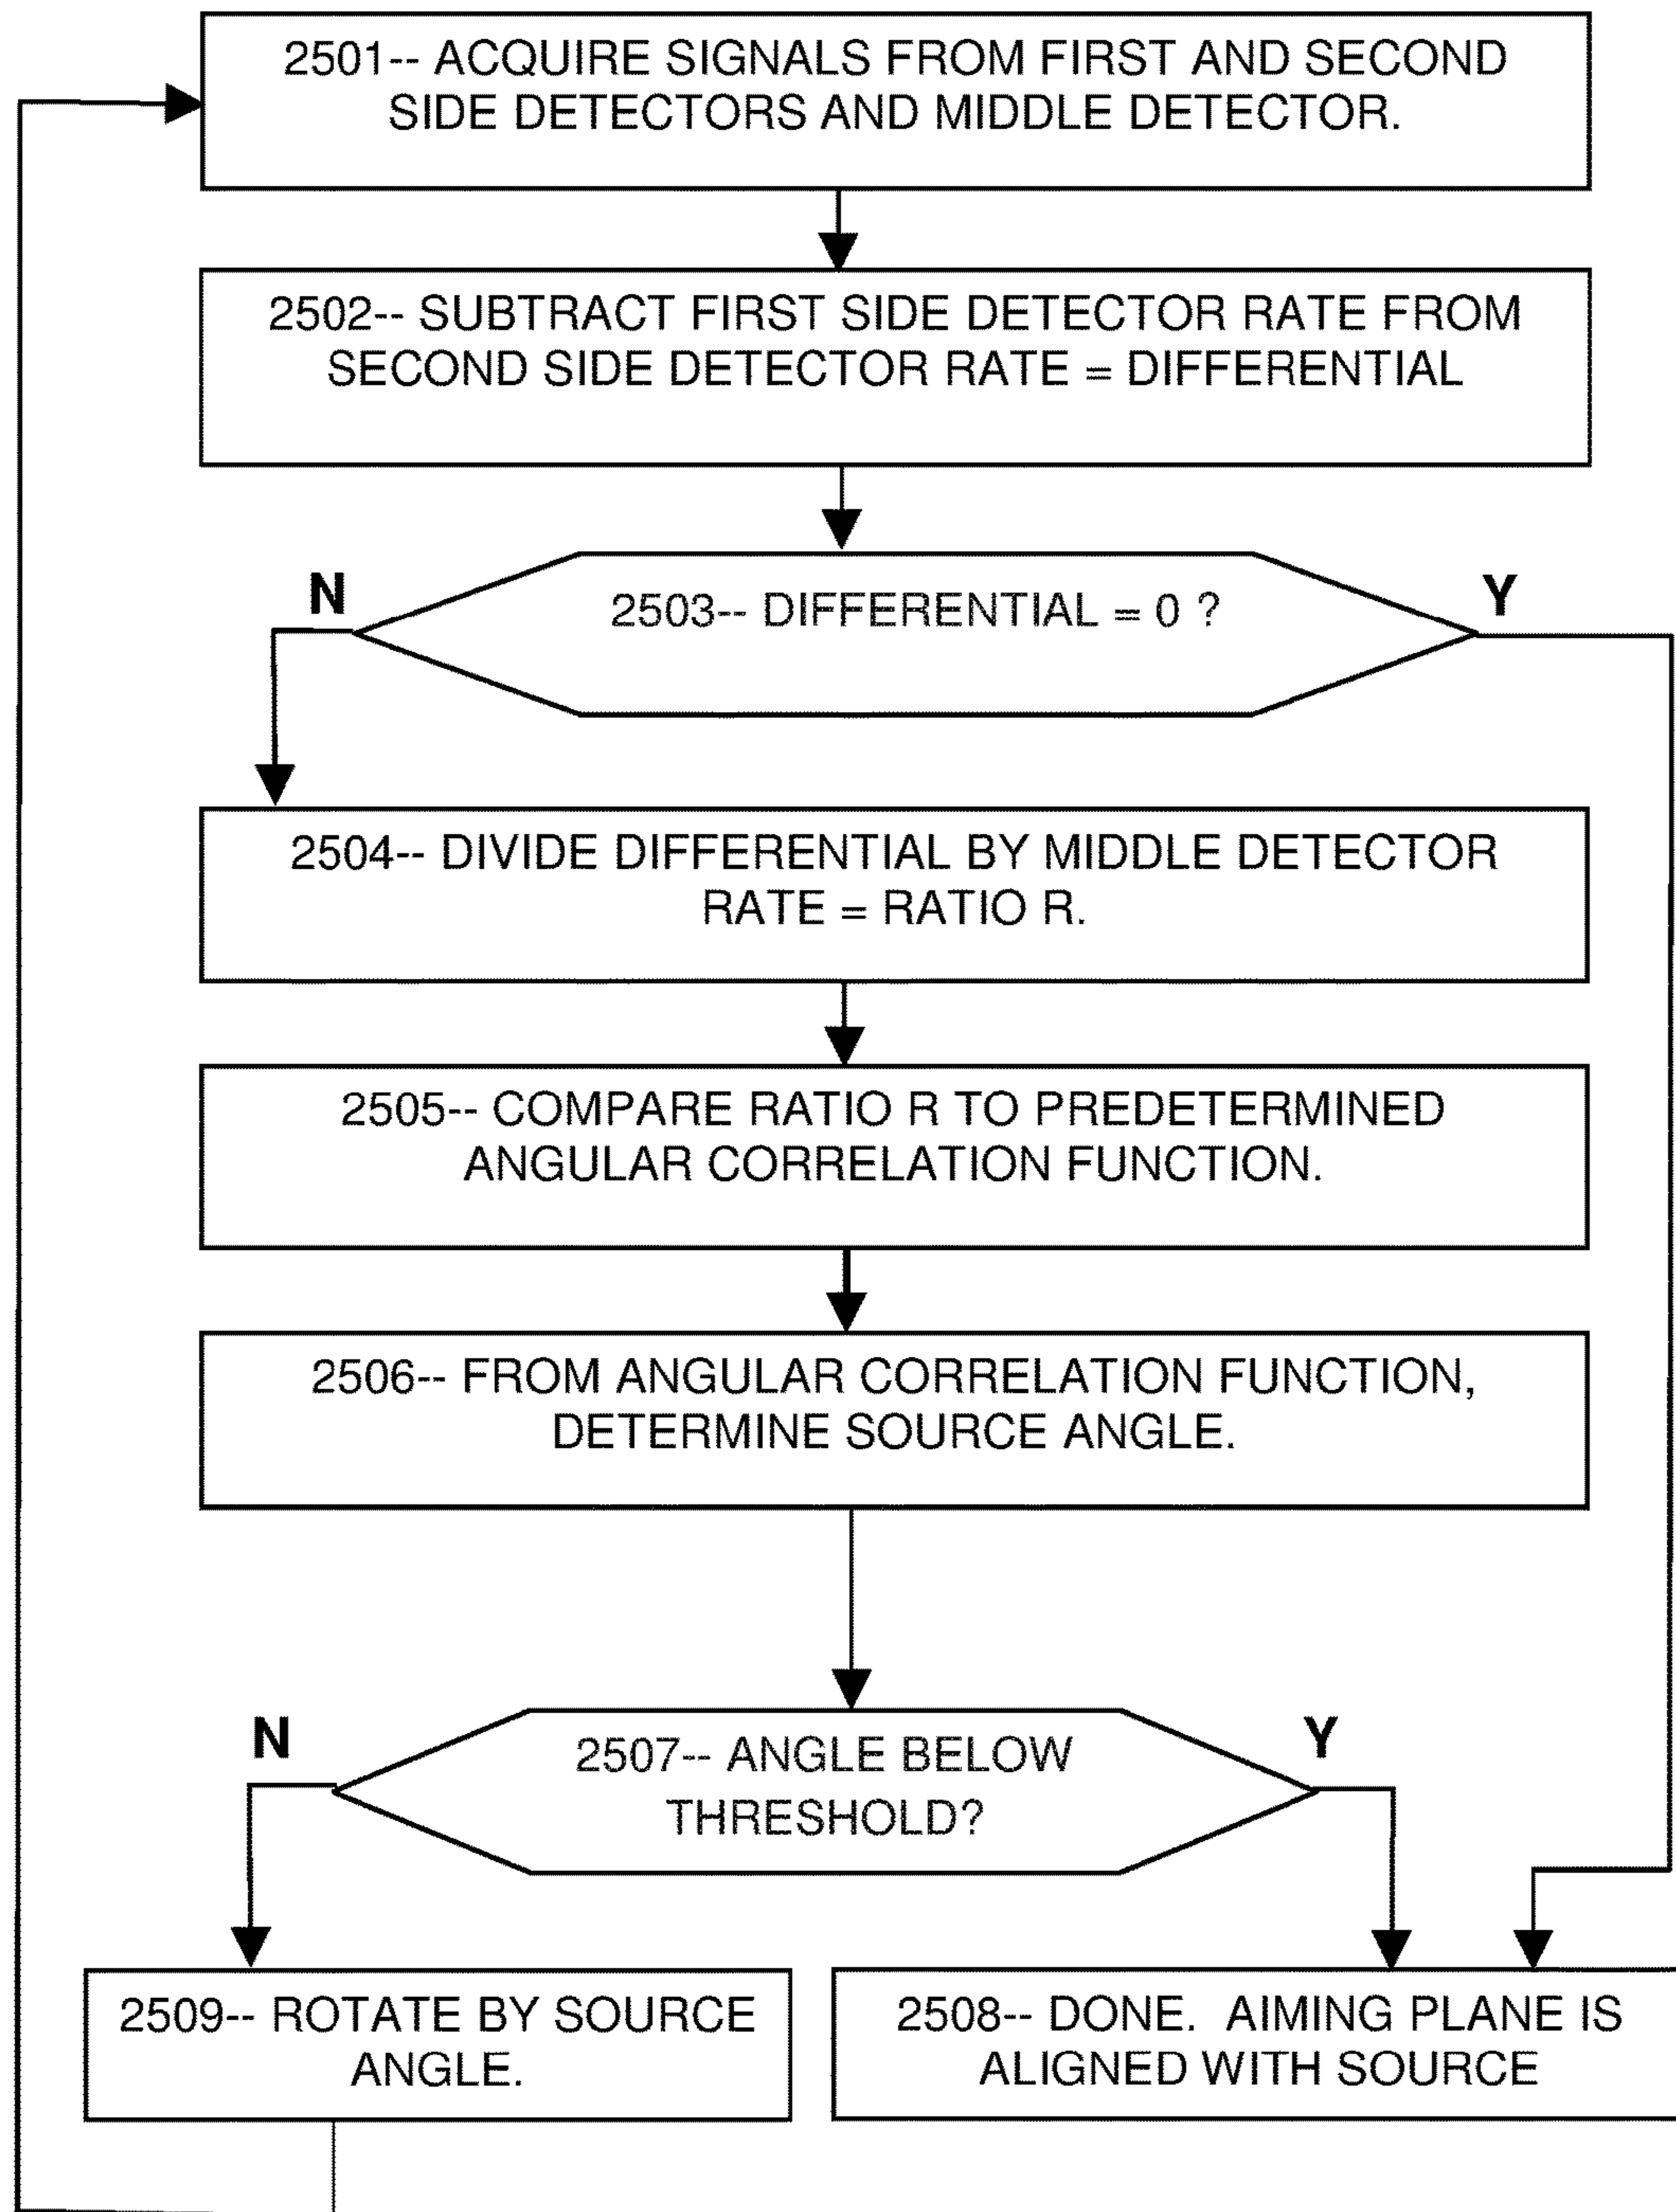 2501-- ACQUIRE SIGNALS FROM FIRST AND SECOND
SIDE DETECTORS AND MIDDLE DETECTOR.
2502-- SUBTRACT FIRST SIDE DETECTOR RATE FROM
SECOND SIDE DETECTOR RATE = DIFFERENTIAL
N
2503-- DIFFERENTIAL = 0 ?
Y
2504-- DIVIDE DIFFERENTIAL BY MIDDLE DETECTOR
RATE = RATIO R.
2505-- COMPARE RATIO R TO PREDETERMINED
ANGULAR CORRELATION FUNCTION.
2506-- FROM ANGULAR CORRELATION FUNCTION,
DETERMINE SOURCE ANGLE.
N
2507-- ANGLE BELOW
THRESHOLD?
Y
2509-- ROTATE BY SOURCE
ANGLE.
2508-- DONE. AIMING PLANE IS
ALIGNED WITH SOURCE